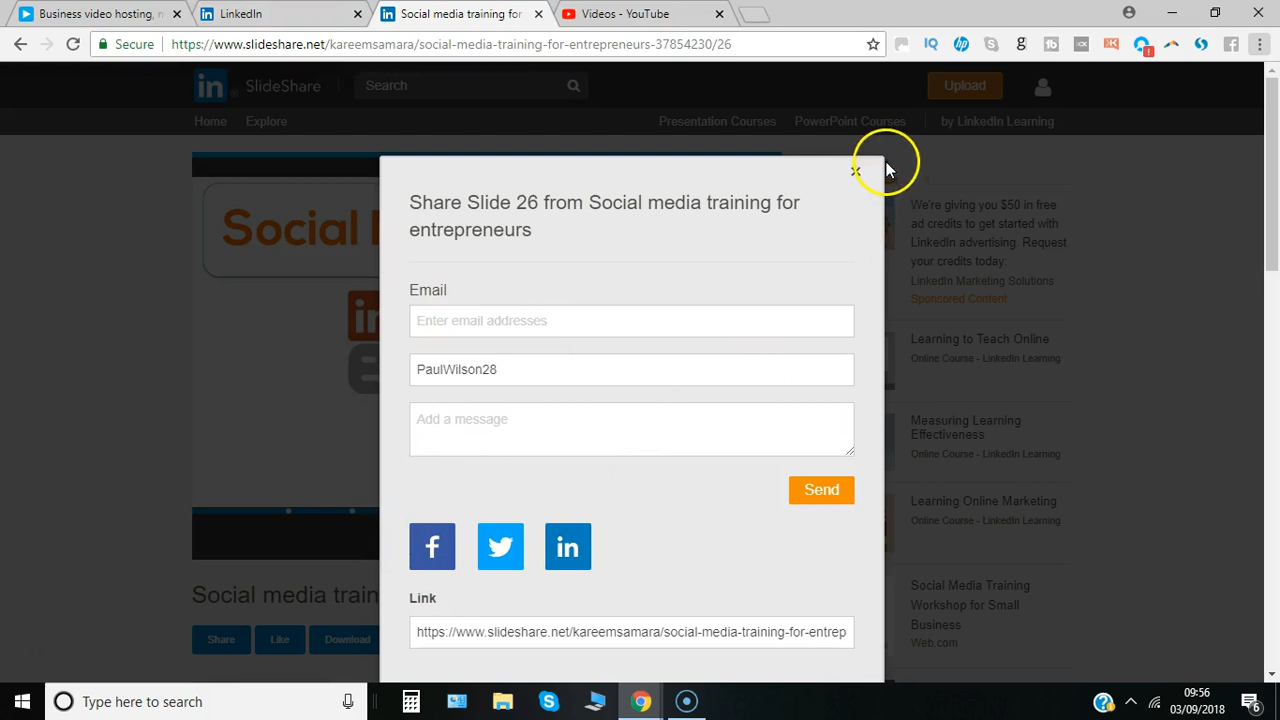 Business video hosting, n
LinkedIn
Social media training for
Videos - YouTube
Secure
https://www.slideshare.net/kareemsamara/social-media-training-for-entrepreneurs-37854230/26
in SlideShare
Search
Upload
Home
Explore
Presentation Courses
PowerPoint Courses
by LinkedIn Learning
Share Slide 26 from Social media training for
entrepreneurs
Email
Enter email addresses
PaulWilson28
Add a message
Send
Link
https://www.slideshare.net/kareemsamara/social-media-training-for-entrep
We're giving you $50 in free
ad credits to get started with
LinkedIn advertising. Request
your credits today.
LinkedIn Marketing Solutions
Sponsored Content
Learning to Teach Online
Online Course - LinkedIn Learning
Measuring Learning
Effectiveness
Online Course - LinkedIn Learning
Learning Online Marketing
Online Course - LinkedIn Learning
Social Media Training
Workshop for Small
Business
Web.com
Social
Social media train
Share
Like
Download
Type here to search
09:56
03/09/2018
6